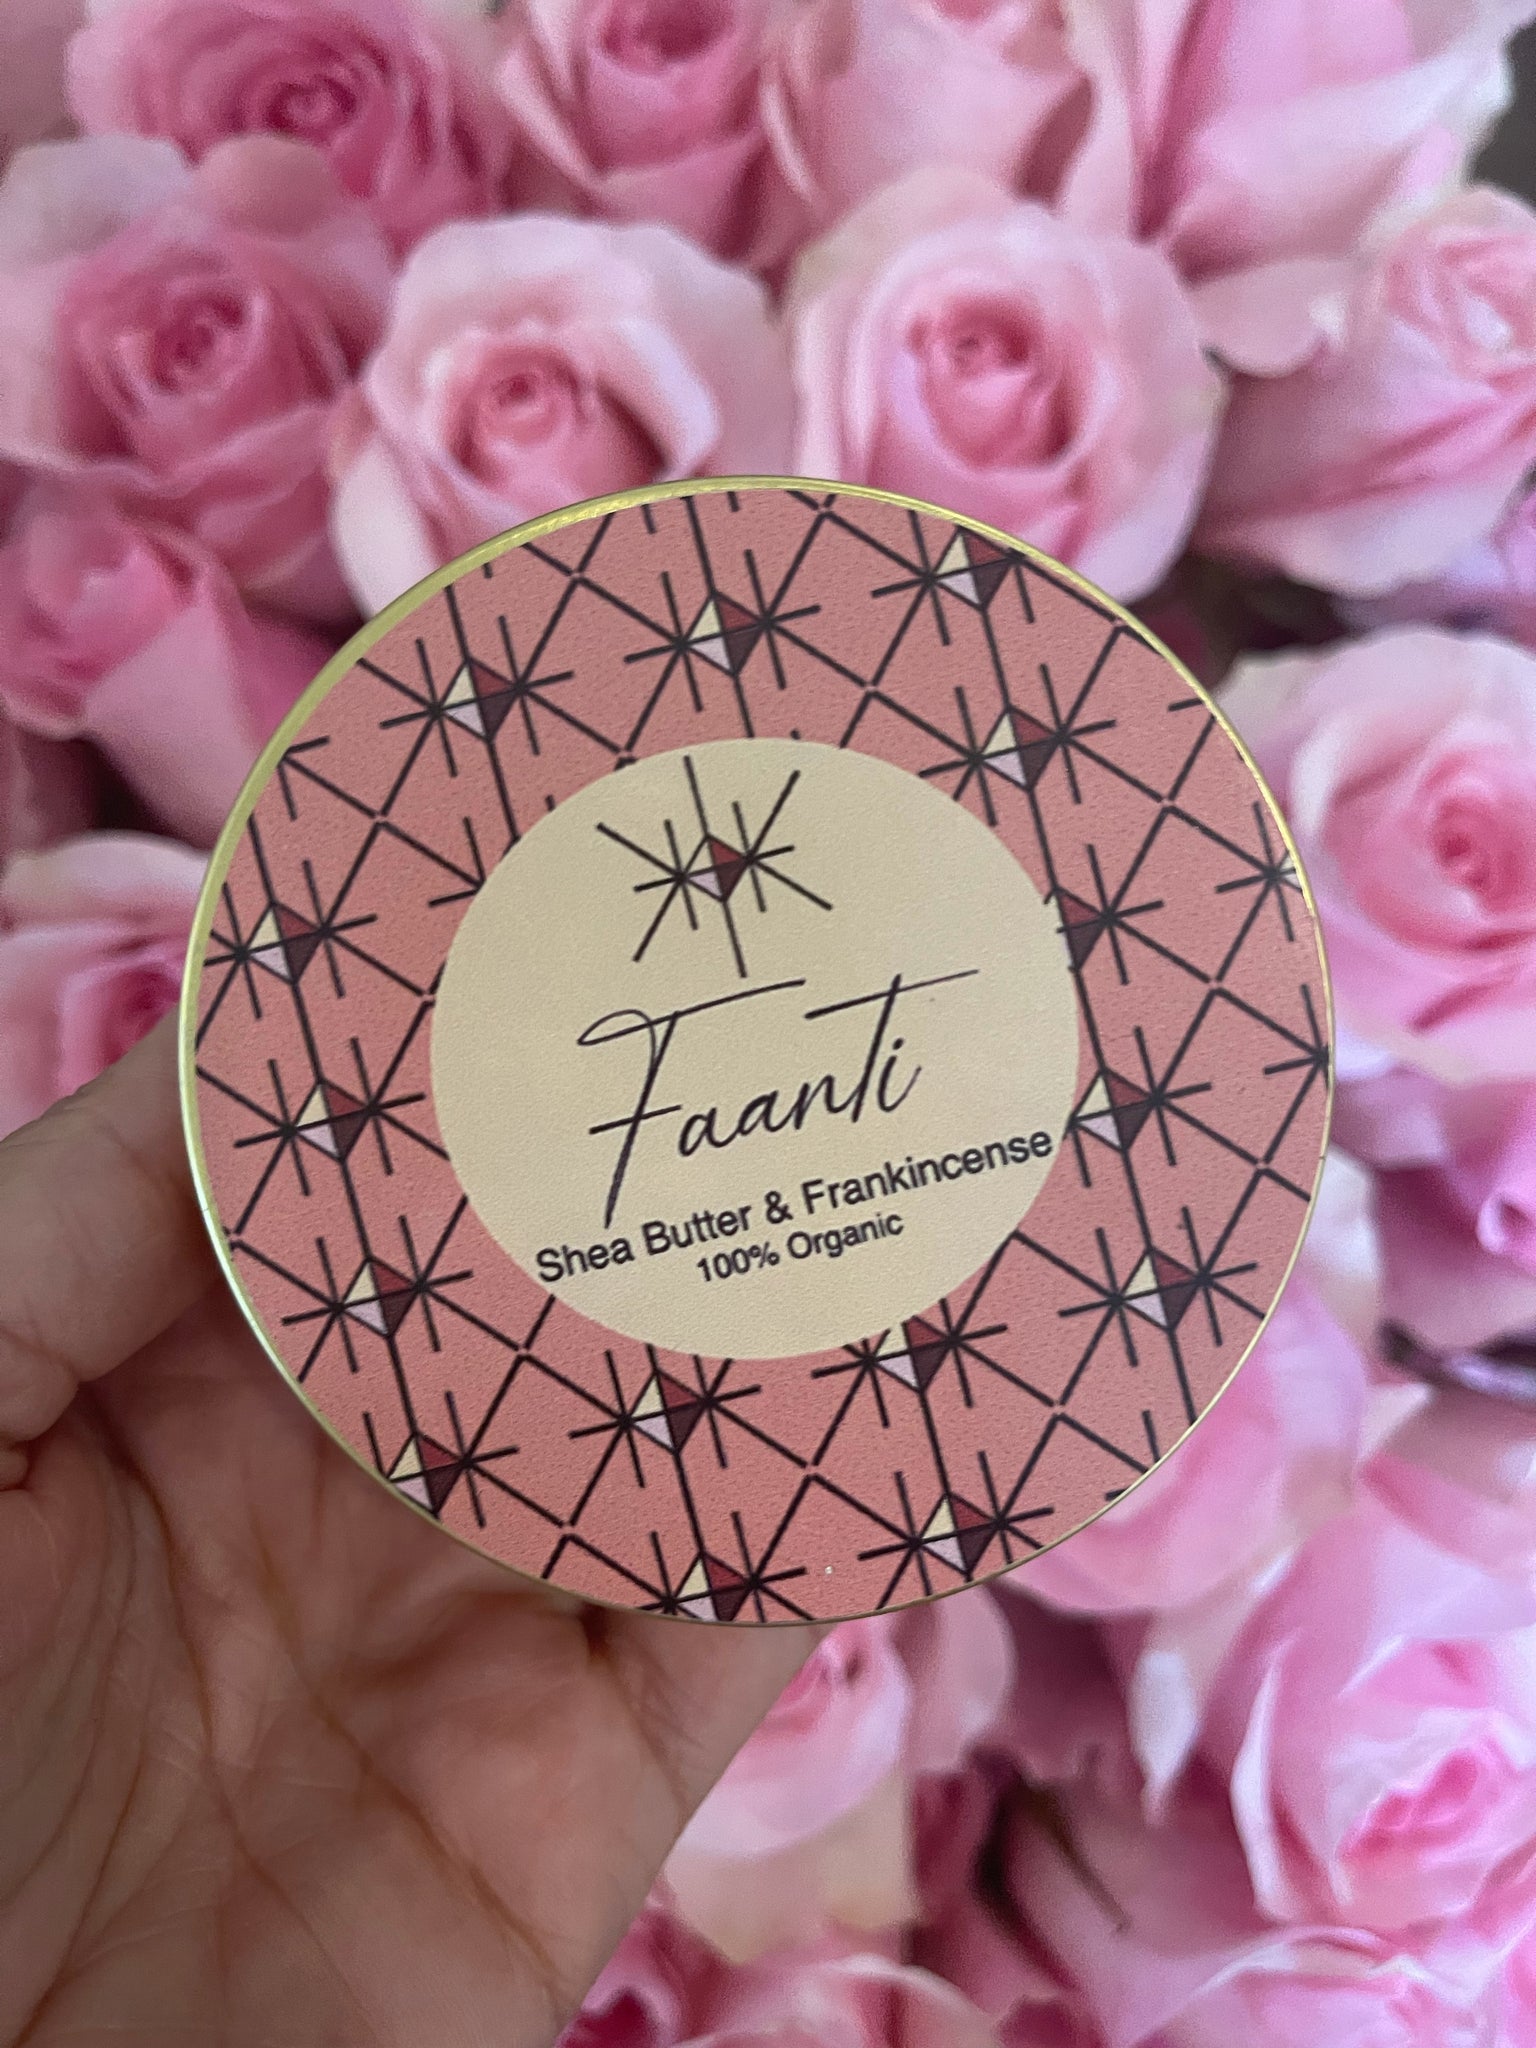 Faanti
Shea Butter & Frankincense
100% Organic